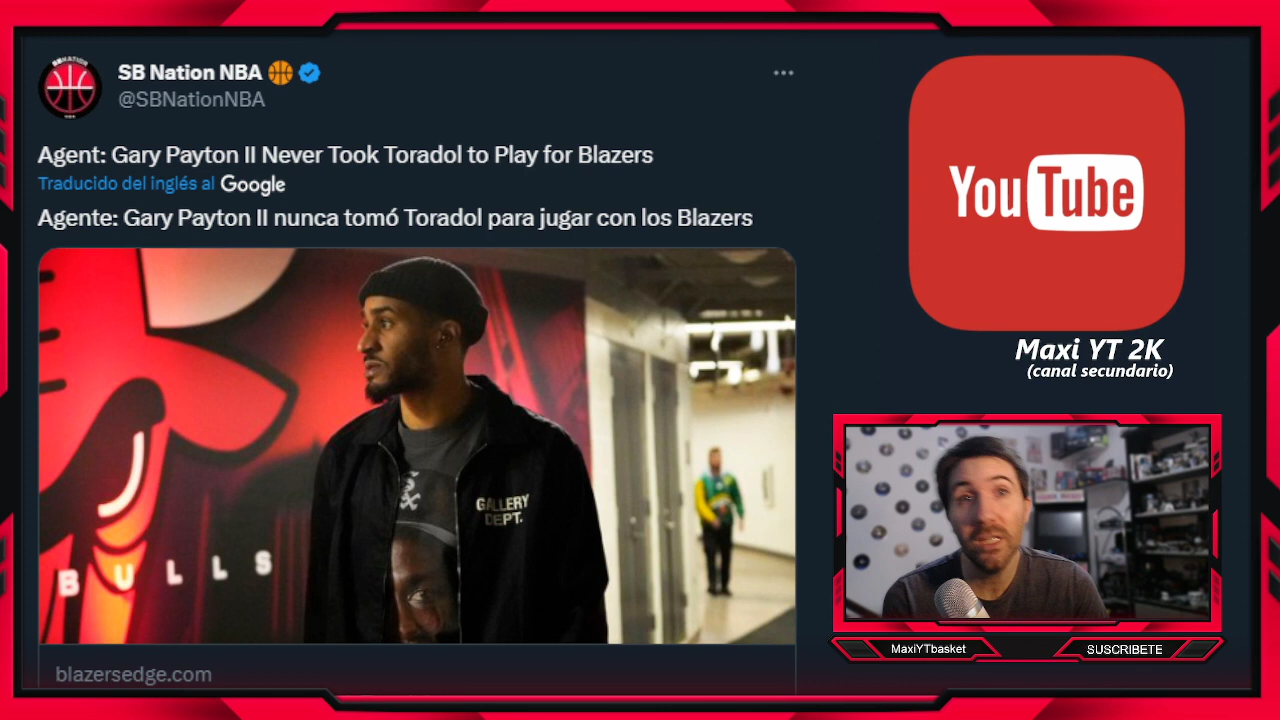 SB Nation NBA
@SBNationNBA
Agent: Gary Payton II Never Took Toradol to Play for Blazers
Traducido del inglés al Google
Agente: Gary Payton II nunca tomó Toradol para jugar con los Blazers
GALLERY
DEPT.
BULLS
blazersedge.com
YouTube
Maxi YT 2K
(canal secundario)
MaxiYTbasket
SUSCRIBETE